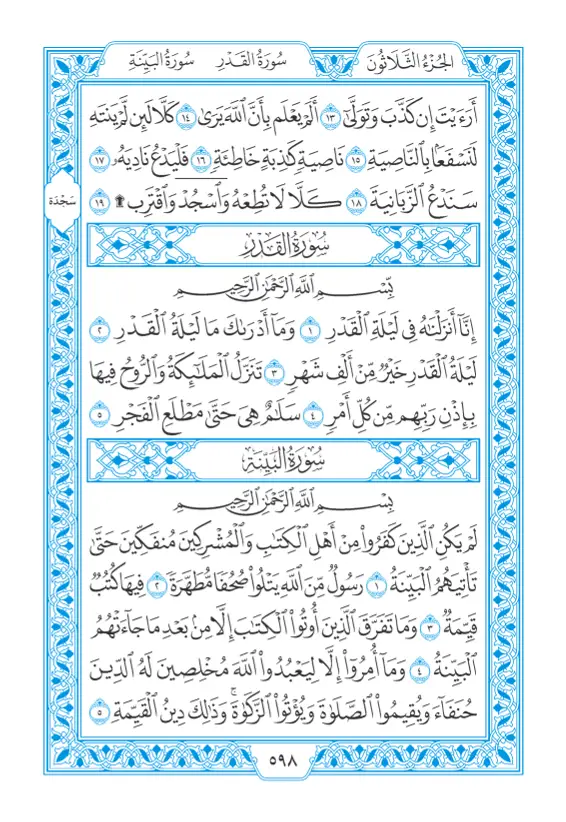 الجُزْءُ الثَّلَاثُونَ سُورَةُ القَدْرِ سُورَةُ البَيِّنَةِ
أَرَءَيْتَ إِن كَذَّبَ وَتَوَلَّىٰٓ ١٣ أَلَمْ يَعْلَم بِأَنَّ ٱللَّهَ يَرَىٰ ١٤ كَلَّا لَئِن لَّمْ يَنتَهِ
لَنَسْفَعًۢا بِٱلنَّاصِيَةِ ١٥ نَاصِيَةٍ كَٰذِبَةٍ خَاطِئَةٍ ١٦ فَلْيَدْعُ نَادِيَهُۥ ١٧
سَنَدْعُ ٱلزَّبَانِيَةَ ١٨ كَلَّا لَا تُطِعْهُ وَٱسْجُدْ وَٱقْتَرِب ۩ ١٩
سَجْدَة
سُورَةُ القَدْرِ
بِسْمِ ٱللَّهِ ٱلرَّحْمَٰنِ ٱلرَّحِيمِ
إِنَّآ أَنزَلْنَٰهُ فِى لَيْلَةِ ٱلْقَدْرِ ١ وَمَآ أَدْرَىٰكَ مَا لَيْلَةُ ٱلْقَدْرِ ٢
لَيْلَةُ ٱلْقَدْرِ خَيْرٌ مِّنْ أَلْفِ شَهْرٍ ٣ تَنَزَّلُ ٱلْمَلَٰٓئِكَةُ وَٱلرُّوحُ فِيهَا
بِإِذْنِ رَبِّهِم مِّن كُلِّ أَمْرٍ ٤ سَلَٰمٌ هِىَ حَتَّىٰ مَطْلَعِ ٱلْفَجْرِ ٥
سُورَةُ البَيِّنَةِ
بِسْمِ ٱللَّهِ ٱلرَّحْمَٰنِ ٱلرَّحِيمِ
لَمْ يَكُنِ ٱلَّذِينَ كَفَرُوا۟ مِنْ أَهْلِ ٱلْكِتَٰبِ وَٱلْمُشْرِكِينَ مُنفَكِّينَ حَتَّىٰ
تَأْتِيَهُمُ ٱلْبَيِّنَةُ ١ رَسُولٌ مِّنَ ٱللَّهِ يَتْلُوا۟ صُحُفًا مُّطَهَّرَةً ٢ فِيهَا كُتُبٌ
قَيِّمَةٌ ٣ وَمَا تَفَرَّقَ ٱلَّذِينَ أُوتُوا۟ ٱلْكِتَٰبَ إِلَّا مِنۢ بَعْدِ مَا جَآءَتْهُمُ
ٱلْبَيِّنَةُ ٤ وَمَآ أُمِرُوٓا۟ إِلَّا لِيَعْبُدُوا۟ ٱللَّهَ مُخْلِصِينَ لَهُ ٱلدِّينَ
حُنَفَآءَ وَيُقِيمُوا۟ ٱلصَّلَوٰةَ وَيُؤْتُوا۟ ٱلزَّكَوٰةَ ۚ وَذَٰلِكَ دِينُ ٱلْقَيِّمَةِ ٥
٥٩٨